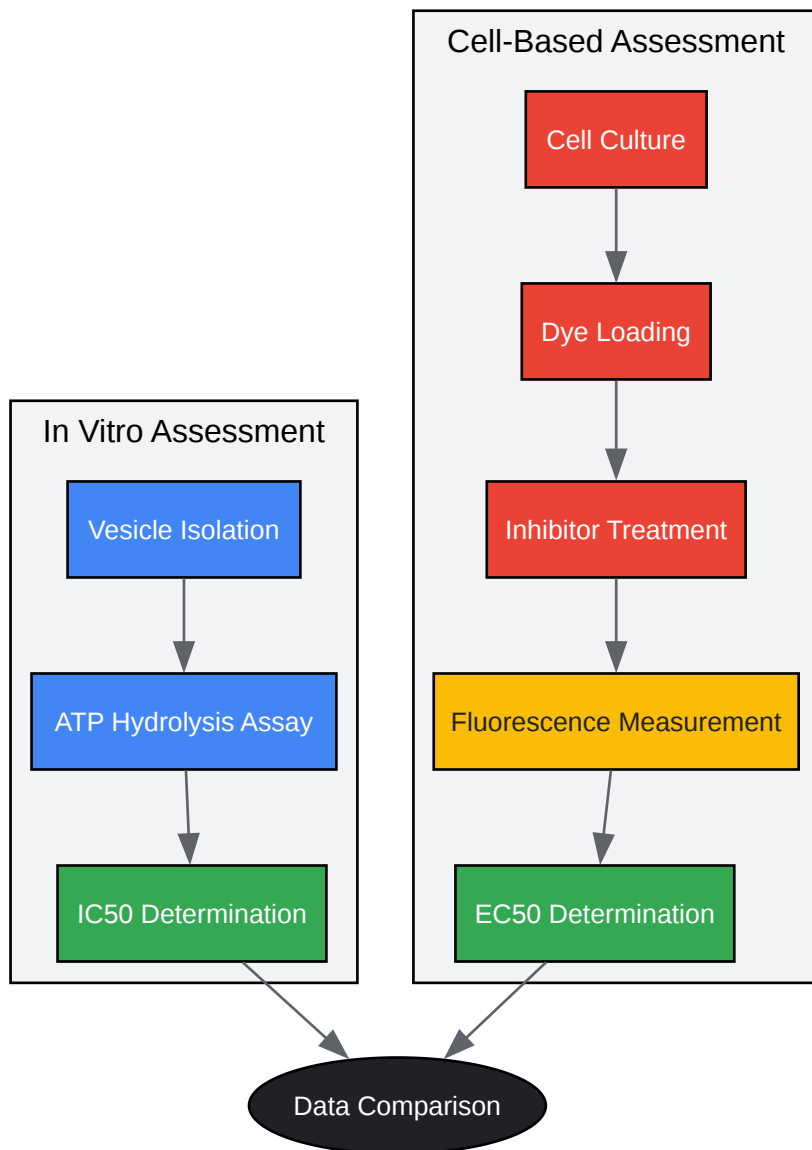 Cell-Based Assessment
Cell Culture
Dye Loading
Inhibitor Treatment
Fluorescence Measurement
EC50 Determination
In Vitro Assessment
Vesicle Isolation
ATP Hydrolysis Assay
IC50 Determination
Data Comparison